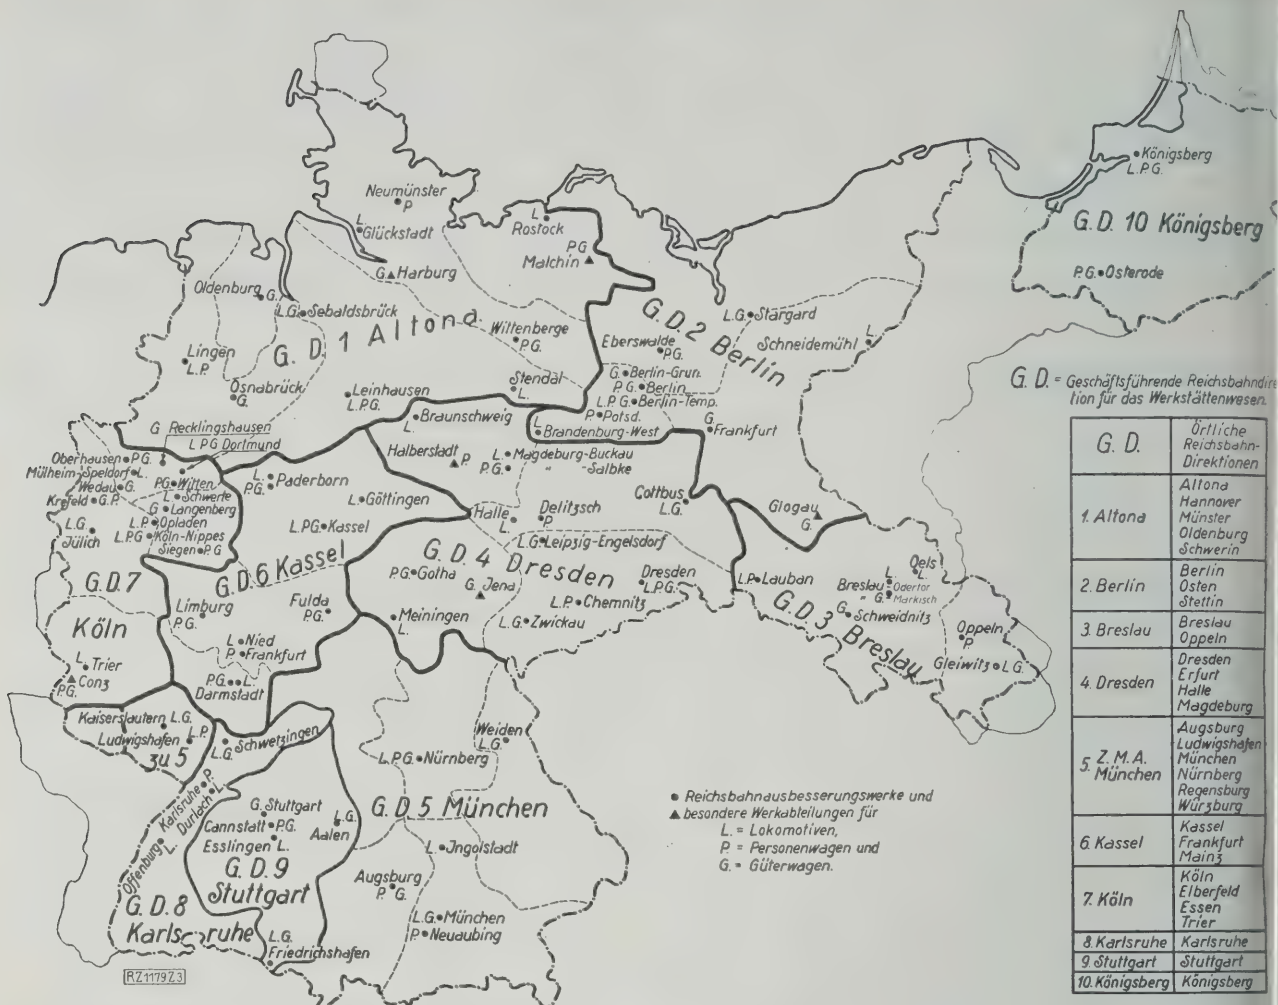 Neumünster
P
L.
Glückstadt
G. Harburg
L.
Rostock
P.G.
Malchin
Königsberg
L.P.G.
G.D. 10 Königsberg
P.G. Osterode
Oldenburg G.
L.G. Sebaldsbrück
G.D. 1 Altona
Wittenberge
P.G.
Lingen
L.P.
Osnabrück
G.
Leinhausen
L.P.G.
Stendal
L.
G.D. 2 Berlin
L.G. Stargard
Schneidemühl L.
Eberswalde
P.G.
G. Berlin-Grun.
P.G. Berlin
L.P.G. Berlin-Temp.
P. Potsd.
L.
Brandenburg-West
G.
Frankfurt
Braunschweig
L.
Halberstadt
P.
L. Magdeburg-Buckau
P.G. " -Salbke
G Recklingshausen
L P G Dortmund
Oberhausen P.G.
Mülheim-Speldorf L.
Wedau G.
Krefeld G.P.
P.G. Witten
L. Schwerte
G Langenberg
L.P. Opladen
L.P.G Köln-Nippes
Siegen P.G
L.G.
Jülich
G.D.7
Köln
L.
Trier
Conz
P.G.
L.
P.G. Paderborn
L. Göttingen
L.P.G Kassel
G.D.6 Kassel
Limburg
P.G.
Fulda
P.G.
L. Nied
P. Frankfurt
P.G. L.
Darmstadt
Halle
L.
Delitzsch
P
L.G. Leipzig-Engelsdorf
Cottbus
L.G.
Glogau
G.
G.D. 4 Dresden
P.G. Gotha
G. Jena
Meiningen
L.
Dresden
L.P.G.
L.P. Chemnitz
L.G. Zwickau
L.P. Lauban
G.D. 3 Breslau
L.
Breslau- Odertor
" G. Märkisch
G. Schweidnitz
Oels
L.
Oppeln
P.
Gleiwitz L.G.
Kaiserslautern L.G.
Ludwigshafen L.P.
zu 5
L.G. Schwetzingen
Karlsruhe P.
Durlach L.
Offenburg L.
G.D.8
Karlsruhe
G. Stuttgart
Cannstatt P.G.
Esslingen L.
L.G.
Aalen
G.D.9
Stuttgart
L.G.
Friedrichshafen
Weiden
L.G.
L.P.G. Nürnberg
G.D.5 München
L. Ingolstadt
Augsburg
P. G.
L.G. München
P. Neuaubing
Reichsbahnausbesserungswerke und
besondere Werkabteilungen für
L. = Lokomotiven,
P. = Personenwagen und
G. = Güterwagen.
G.D. = Geschäftsführende Reichsbahndire
tion für das Werkstättenwesen.
G.D.
Örtliche
Reichsbahn-
Direktionen
1. Altona
Altona
Hannover
Münster
Oldenburg
Schwerin
2. Berlin
Berlin
Osten
Stettin
3. Breslau
Breslau
Oppeln
4. Dresden
Dresden
Erfurt
Halle
Magdeburg
5. Z.M.A.
München
Augsburg
Ludwigshafen
München
Nürnberg
Regensburg
Würzburg
6. Kassel
Kassel
Frankfurt
Mainz
7. Köln
Köln
Elberfeld
Essen
Trier
8. Karlsruhe
Karlsruhe
9. Stuttgart
Stuttgart
10. Königsberg
Königsberg
RZ1179Z3